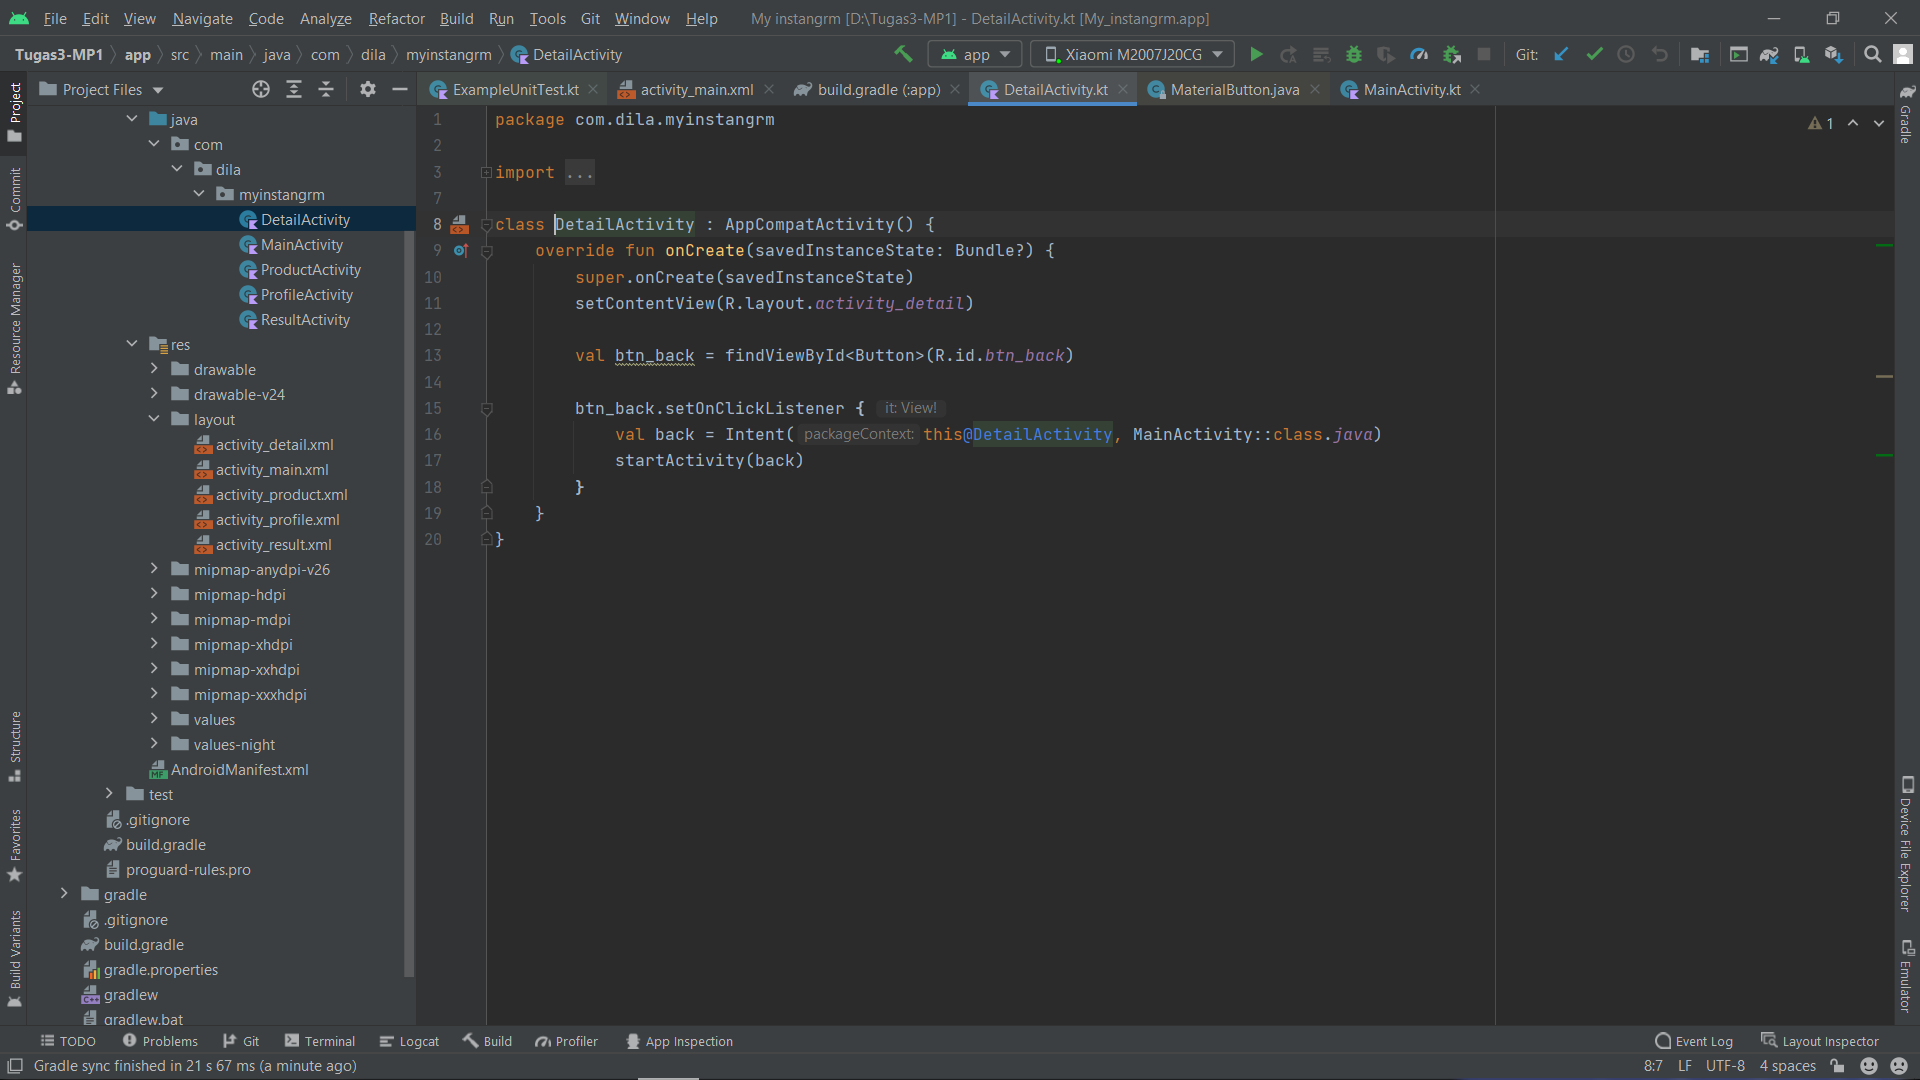 File Edit View Navigate Code Analyze Refactor Build Run Tools Git Window Help My instangrm [D:\Tugas3-MP1] - DetailActivity.kt [My_instangrm.app]
Tugas3-MP1 app src main java com dila myinstangrm DetailActivity app Xiaomi M2007J20CG Git:
Project Files
ExampleUnitTest.kt activity_main.xml build.gradle (:app) DetailActivity.kt MaterialButton.java MainActivity.kt
Project
Commit
Resource Manager
Structure
Favorites
Build Variants
java
com
dila
myinstangrm
DetailActivity
MainActivity
ProductActivity
ProfileActivity
ResultActivity
res
drawable
drawable-v24
layout
activity_detail.xml
activity_main.xml
activity_product.xml
activity_profile.xml
activity_result.xml
mipmap-anydpi-v26
mipmap-hdpi
mipmap-mdpi
mipmap-xhdpi
mipmap-xxhdpi
mipmap-xxxhdpi
values
values-night
AndroidManifest.xml
test
.gitignore
build.gradle
proguard-rules.pro
gradle
.gitignore
build.gradle
gradle.properties
gradlew
gradlew.bat
1 package com.dila.myinstangrm
2
3 import ...
7
8 class DetailActivity : AppCompatActivity() {
9 override fun onCreate(savedInstanceState: Bundle?) {
10 super.onCreate(savedInstanceState)
11 setContentView(R.layout.activity_detail)
12
13 val btn_back = findViewById<Button>(R.id.btn_back)
14
15 btn_back.setOnClickListener { it: View!
16 val back = Intent( packageContext: this@DetailActivity, MainActivity::class.java)
17 startActivity(back)
18 }
19 }
20 }
1
Gradle
Device File Explorer
Emulator
TODO Problems Git Terminal Logcat Build Profiler App Inspection Event Log Layout Inspector
Gradle sync finished in 21 s 67 ms (a minute ago) 8:7 LF UTF-8 4 spaces